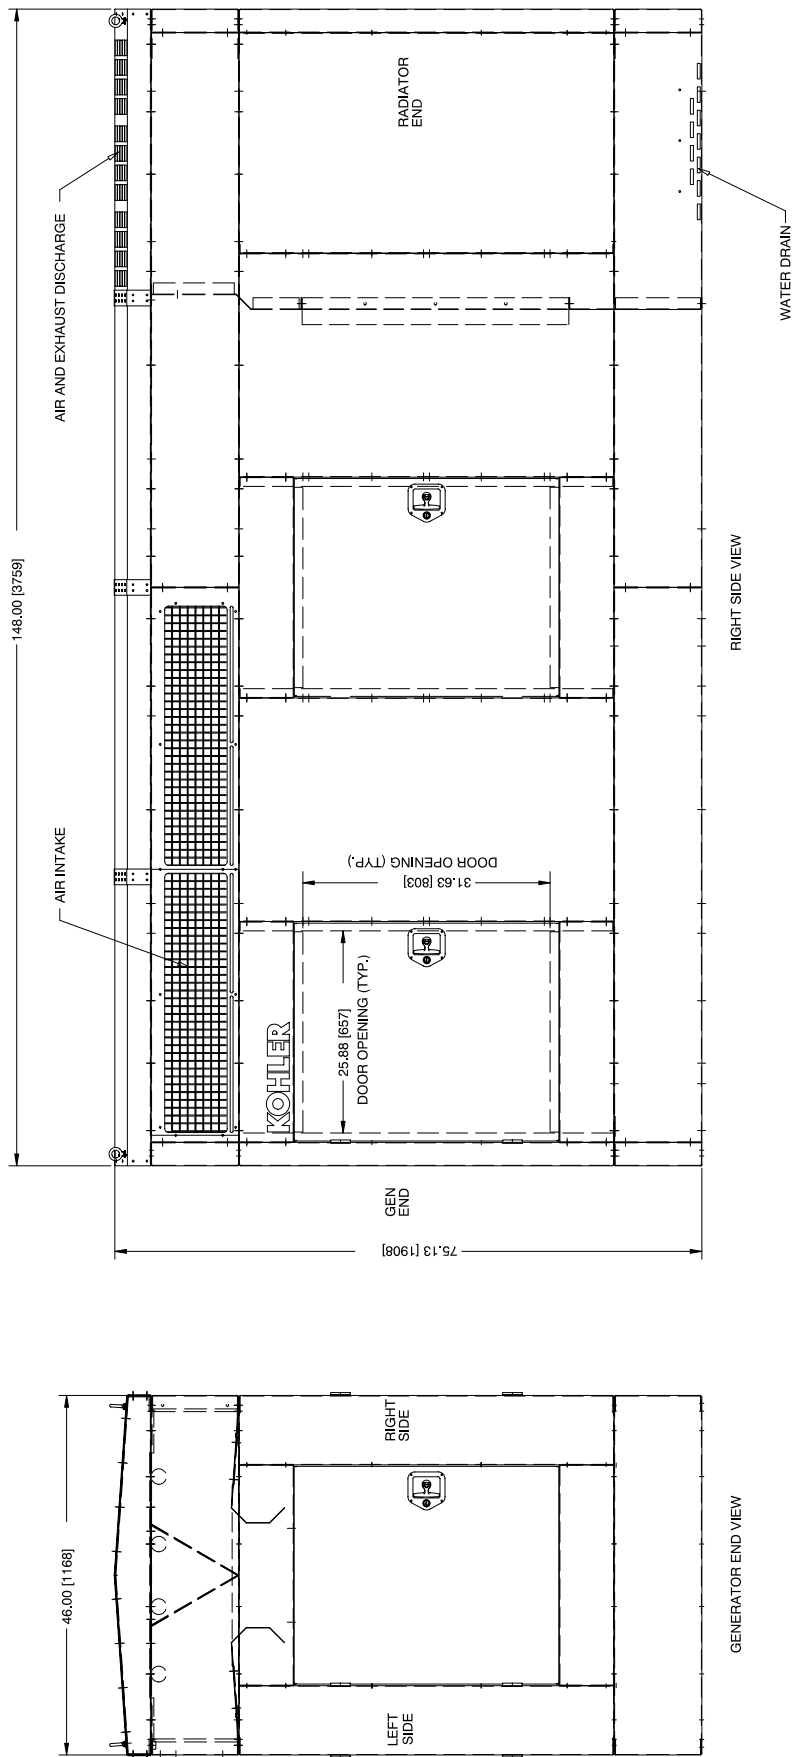 148.00 [3759]
AIR INTAKE
AIR AND EXHAUST DISCHARGE
KOHLER
25.88 [657]
DOOR OPENING (TYP.)
31.63 [803]
DOOR OPENING (TYP.)
RADIATOR
END
GEN
END
75.13 [1908]
WATER DRAIN
RIGHT SIDE VIEW
46.00 [1168]
LEFT
SIDE
RIGHT
SIDE
GENERATOR END VIEW